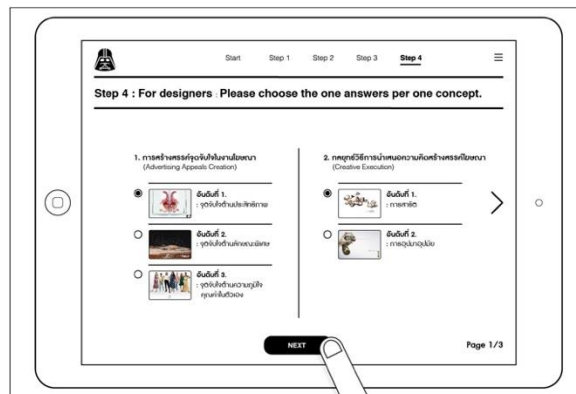 Start Step 1 Step 2 Step 3 Step 4
Step 4 : For designers : Please choose the one answers per one concept.
1. การสร้างสรรค์จุดจับใจในงานโฆษณา
(Advertising Appeals Creation)
อันดับที่ 1.
: จุดจับใจด้านประสิทธิภาพ
อันดับที่ 2.
: จุดจับใจด้านลักษณะพิเศษ
อันดับที่ 3.
: จุดจับใจด้านความภูมิใจ
คุณค่าในตัวเอง
2. กลยุทธ์วิธีการนำเสนอความคิดสร้างสรรค์โฆษณา
(Creative Execution)
อันดับที่ 1.
: การสาธิต
อันดับที่ 2.
: การอุปมาอุปมัย
NEXT
Page 1/3